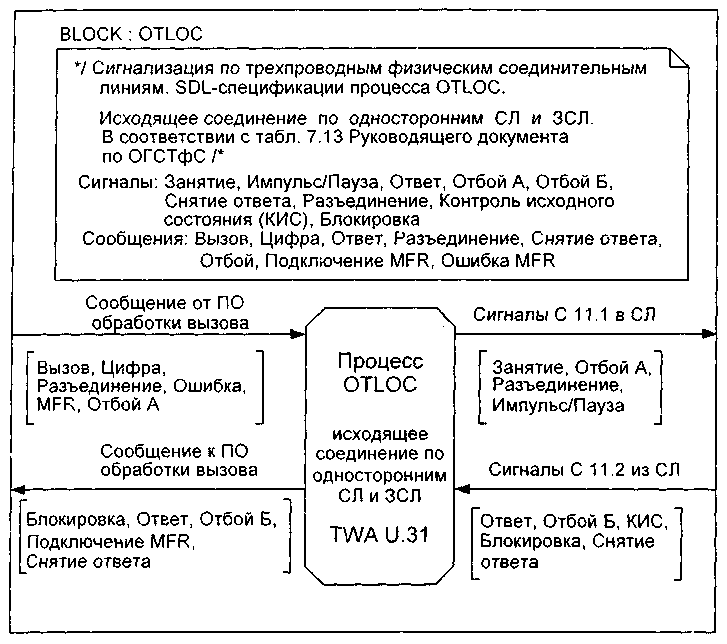 BLOCK : OTLOC
*/ Сигнализация по трехпроводным физическим соединительным
линиям. SDL-спецификации процесса OTLOC.
Исходящее соединение по односторонним СЛ и ЗСЛ.
В соответствии с табл. 7.13 Руководящего документа
по ОГСТфС /*
Сигналы: Занятие, Импульс/Пауза, Ответ, Отбой А, Отбой Б,
Снятие ответа, Разъединение, Контроль исходного
состояния (КИС), Блокировка
Сообщения: Вызов, Цифра, Ответ, Разъединение, Снятие ответа,
Отбой, Подключение MFR, Ошибка MFR
Сообщение от ПО
обработки вызова
Вызов, Цифра,
Разъединение, Ошибка,
MFR, Отбой А
Сообщение к ПО
обработки вызова
Блокировка, Ответ, Отбой Б,
Подключение MFR,
Снятие ответа
Процесс
OTLOC
исходящее
соединение по
односторонним
СЛ и ЗСЛ
TWA U.31
Сигналы С 11.1 в СЛ
Занятие, Отбой А,
Разъединение,
Импульс/Пауза
Сигналы С 11.2 из СЛ
Ответ, Отбой Б, КИС,
Блокировка, Снятие
ответа